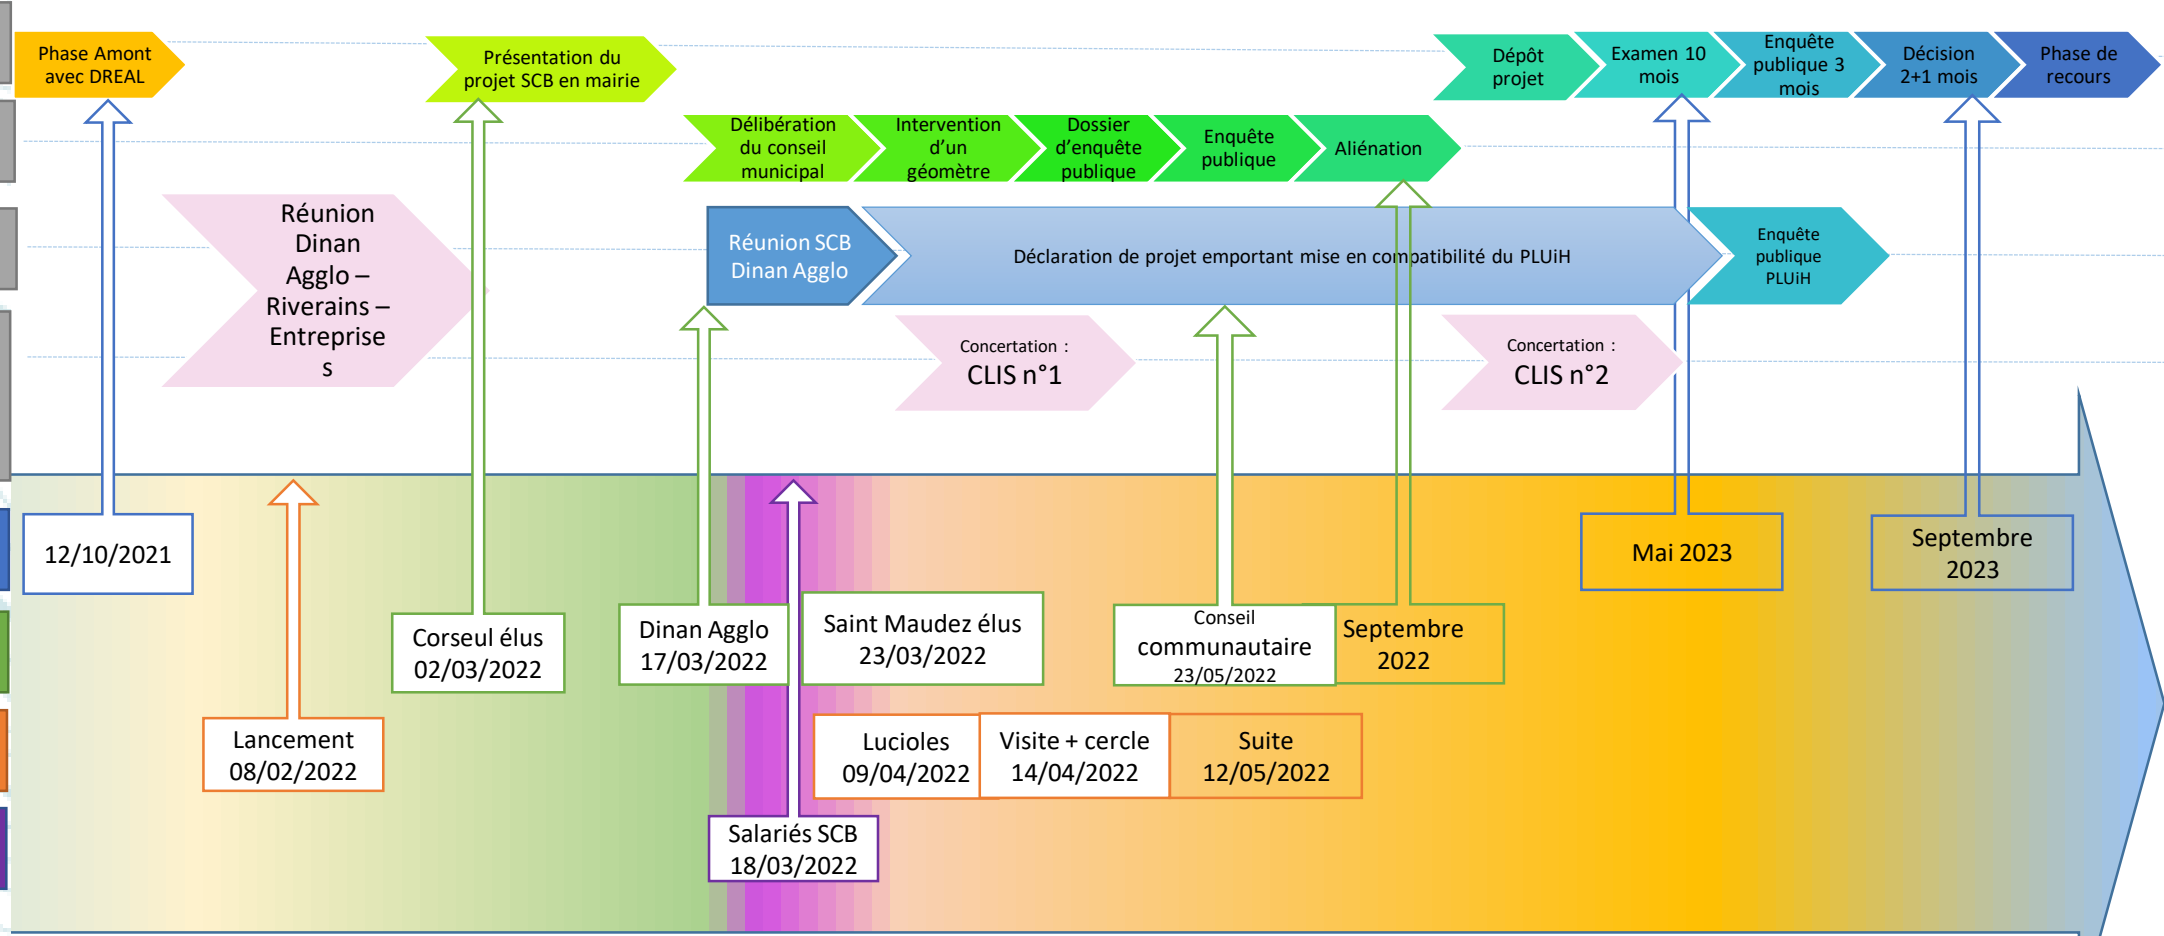 Phase Amont
avec DREAL
Présentation du
projet SCB en mairie
Dépôt
projet
Examen 10
mois
Enquête
publique 3
mois
Décision
2+1 mois
Phase de
recours
Délibération
du conseil
municipal
Intervention
d’un
géomètre
Dossier
d’enquête
publique
Enquête
publique
Aliénation
Réunion
Dinan
Agglo –
Riverains –
Entreprise
s
Réunion SCB
Dinan Agglo
Déclaration de projet emportant mise en compatibilité du PLUiH
Enquête
publique
PLUiH
Concertation :
CLIS n°1
Concertation :
CLIS n°2
12/10/2021
Mai 2023
Septembre
2023
Corseul élus
02/03/2022
Dinan Agglo
17/03/2022
Saint Maudez élus
23/03/2022
Conseil
communautaire
23/05/2022
Septembre
2022
Lancement
08/02/2022
Lucioles
09/04/2022
Visite + cercle
14/04/2022
Suite
12/05/2022
Salariés SCB
18/03/2022